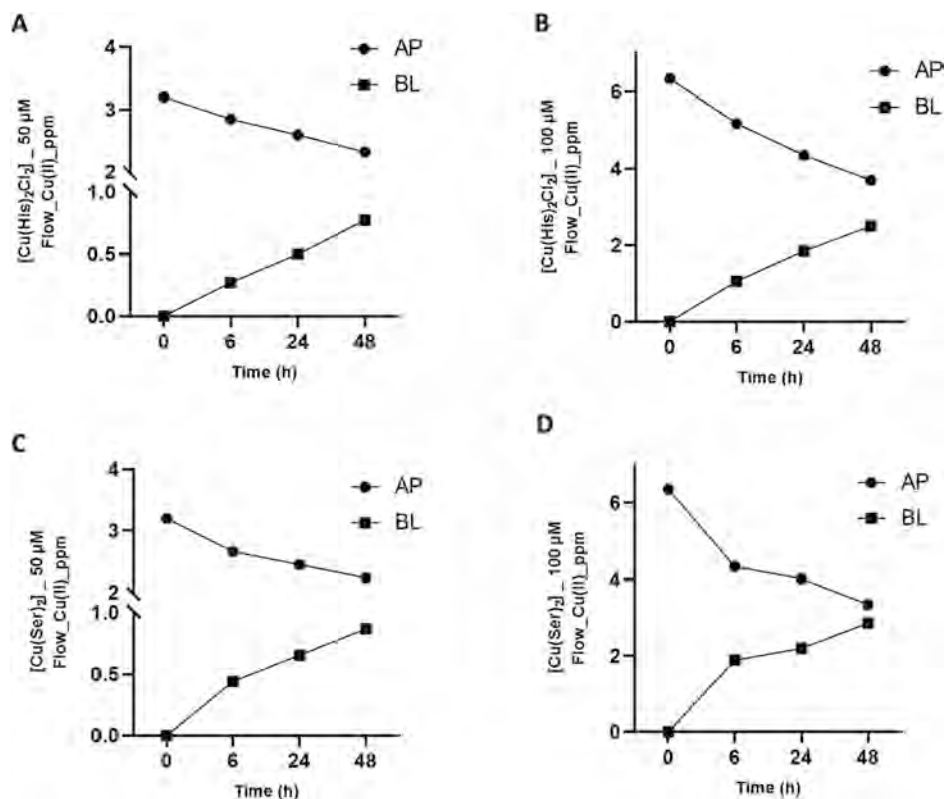 A
[Cu(His)₂Cl₂] _ 50 µM
Flow_Cu(II)_ppm
4
3
2
1.0
0.5
0.0
0 6 24 48
Time (h)
AP
BL
B
[Cu(His)₂Cl₂] _ 100 µM
Flow_Cu(II)_ppm
6
4
2
0
0 6 24 48
Time (h)
AP
BL
C
[Cu(Ser)₂] _ 50 µM
Flow_Cu(II)_ppm
4
3
2
1.0
0.5
0.0
0 6 24 48
Time (h)
AP
BL
D
[Cu(Ser)₂] _ 100 µM
Flow_Cu(II)_ppm
6
4
2
0
0 6 24 48
Time (h)
AP
BL